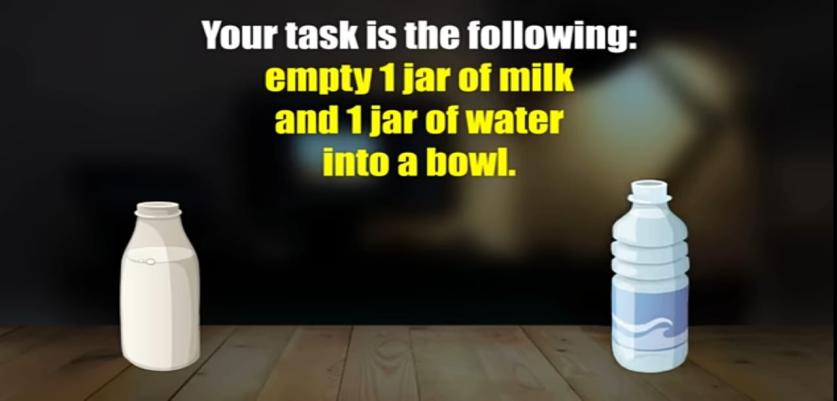 Your task is the following:
empty 1 jar of milk
and 1 jar of water
into a bowl.